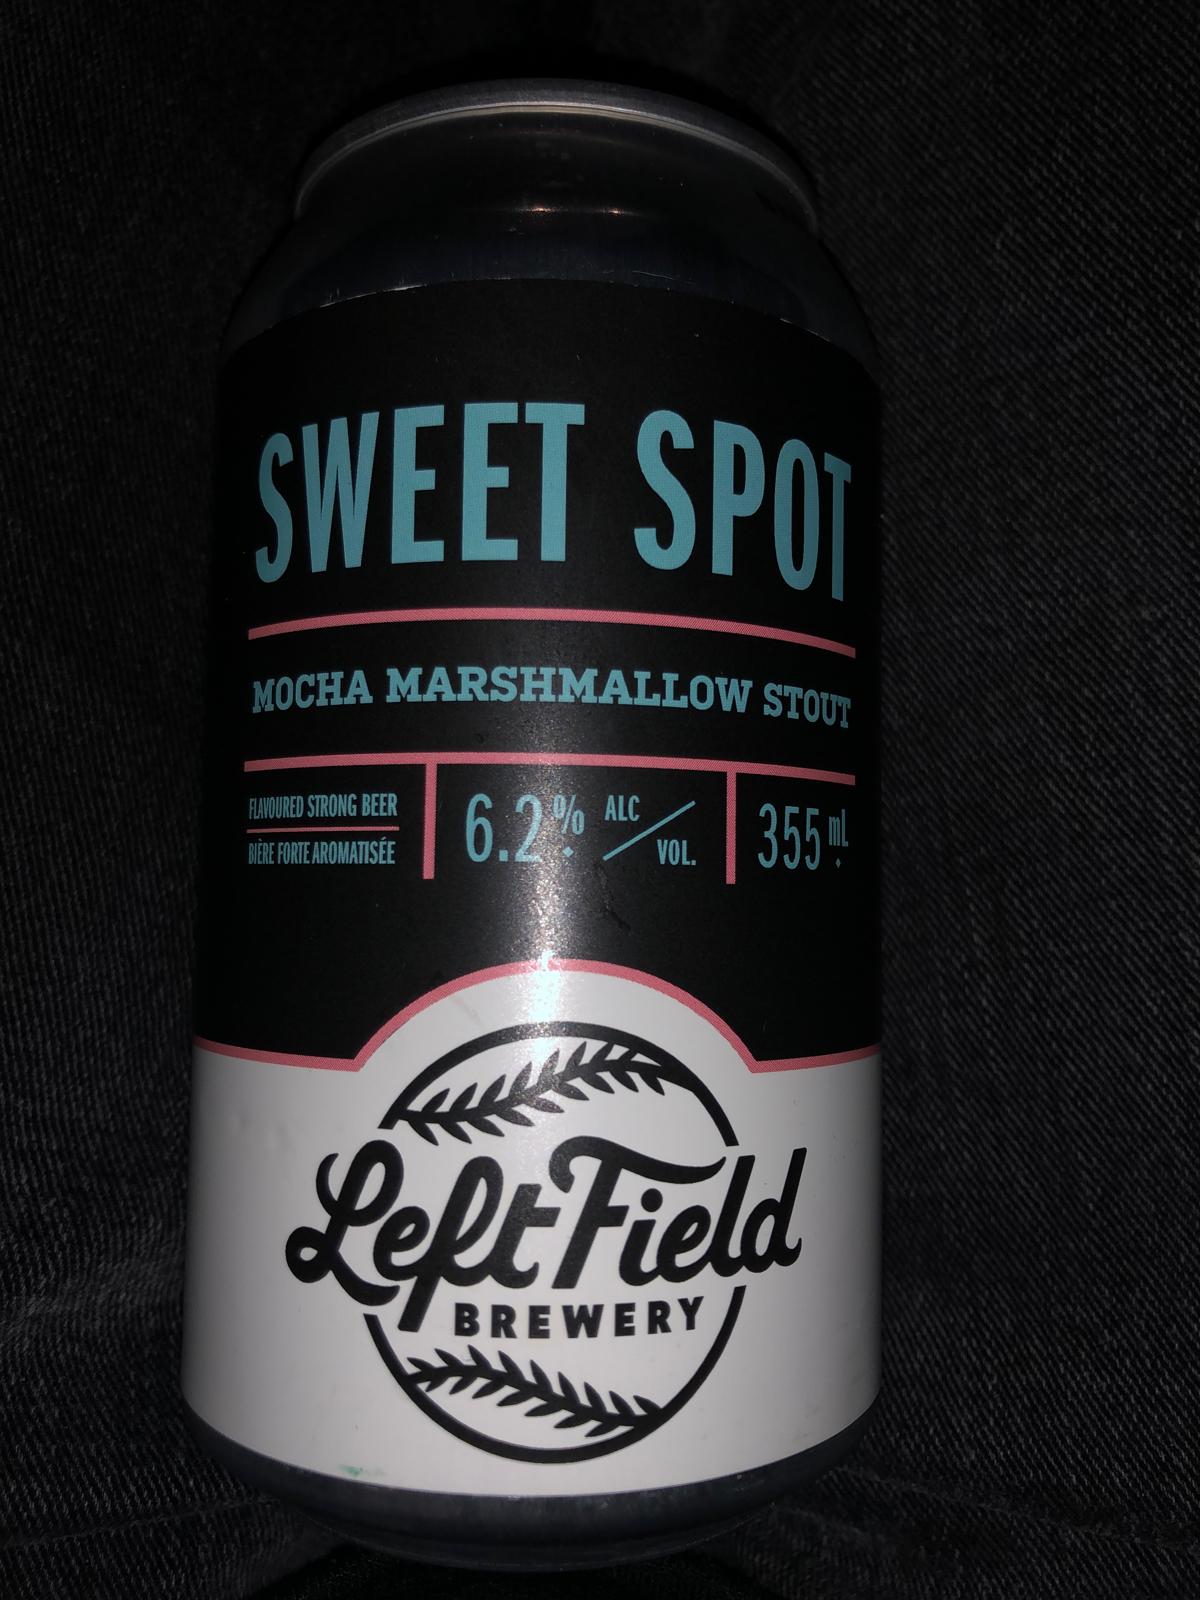 SWEET SPOT
MOCHA MARSHMALLOW STOUT
FLAVOURED STRONG BEER
BIÈRE FORTE AROMATISÉE
6.2% ALC / VOL.
355 mL
Left Field
BREWERY